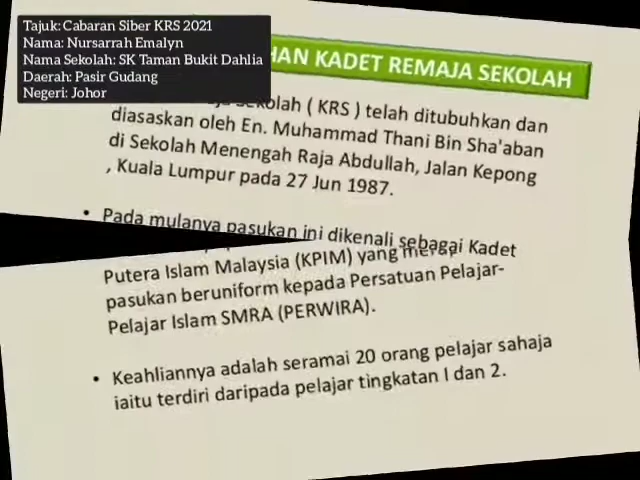 Tajuk: Cabaran Siber KRS 2021
Nama: Nursarrah Emalyn
Nama Sekolah: SK Taman Bukit Dahlia
Daerah: Pasir Gudang
Negeri: Johor
KADET REMAJA SEKOLAH
( KRS ) telah ditubuhkan dan
diasaskan oleh En. Muhammad Thani Bin Sha'aban
di Sekolah Menengah Raja Abdullah, Jalan Kepong
, Kuala Lumpur pada 27 Jun 1987.
• Pada mulanya pasukan ini dikenali sebagai Kadet
Putera Islam Malaysia (KPIM) yang
pasukan beruniform kepada Persatuan Pelajar-
Pelajar Islam SMRA (PERWIRA).
• Keahliannya adalah seramai 20 orang pelajar sahaja
iaitu terdiri daripada pelajar tingkatan I dan 2.